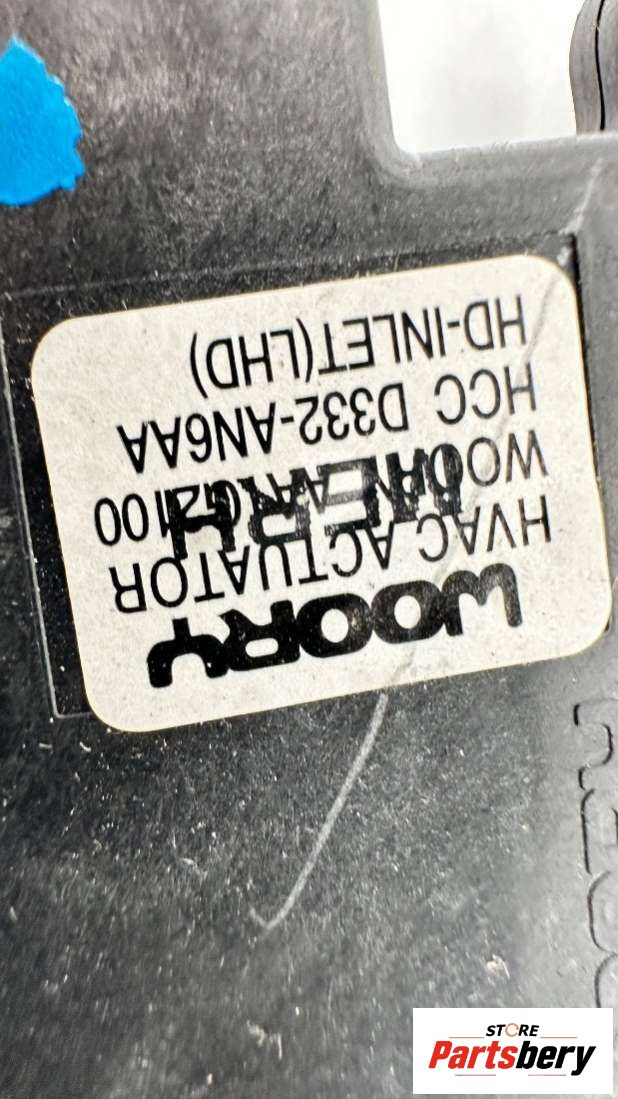 WOORY
HVAC ACTUATOR
HCC D332-AN6AA
HD-INLET(LHD)
STORE
Partsbery